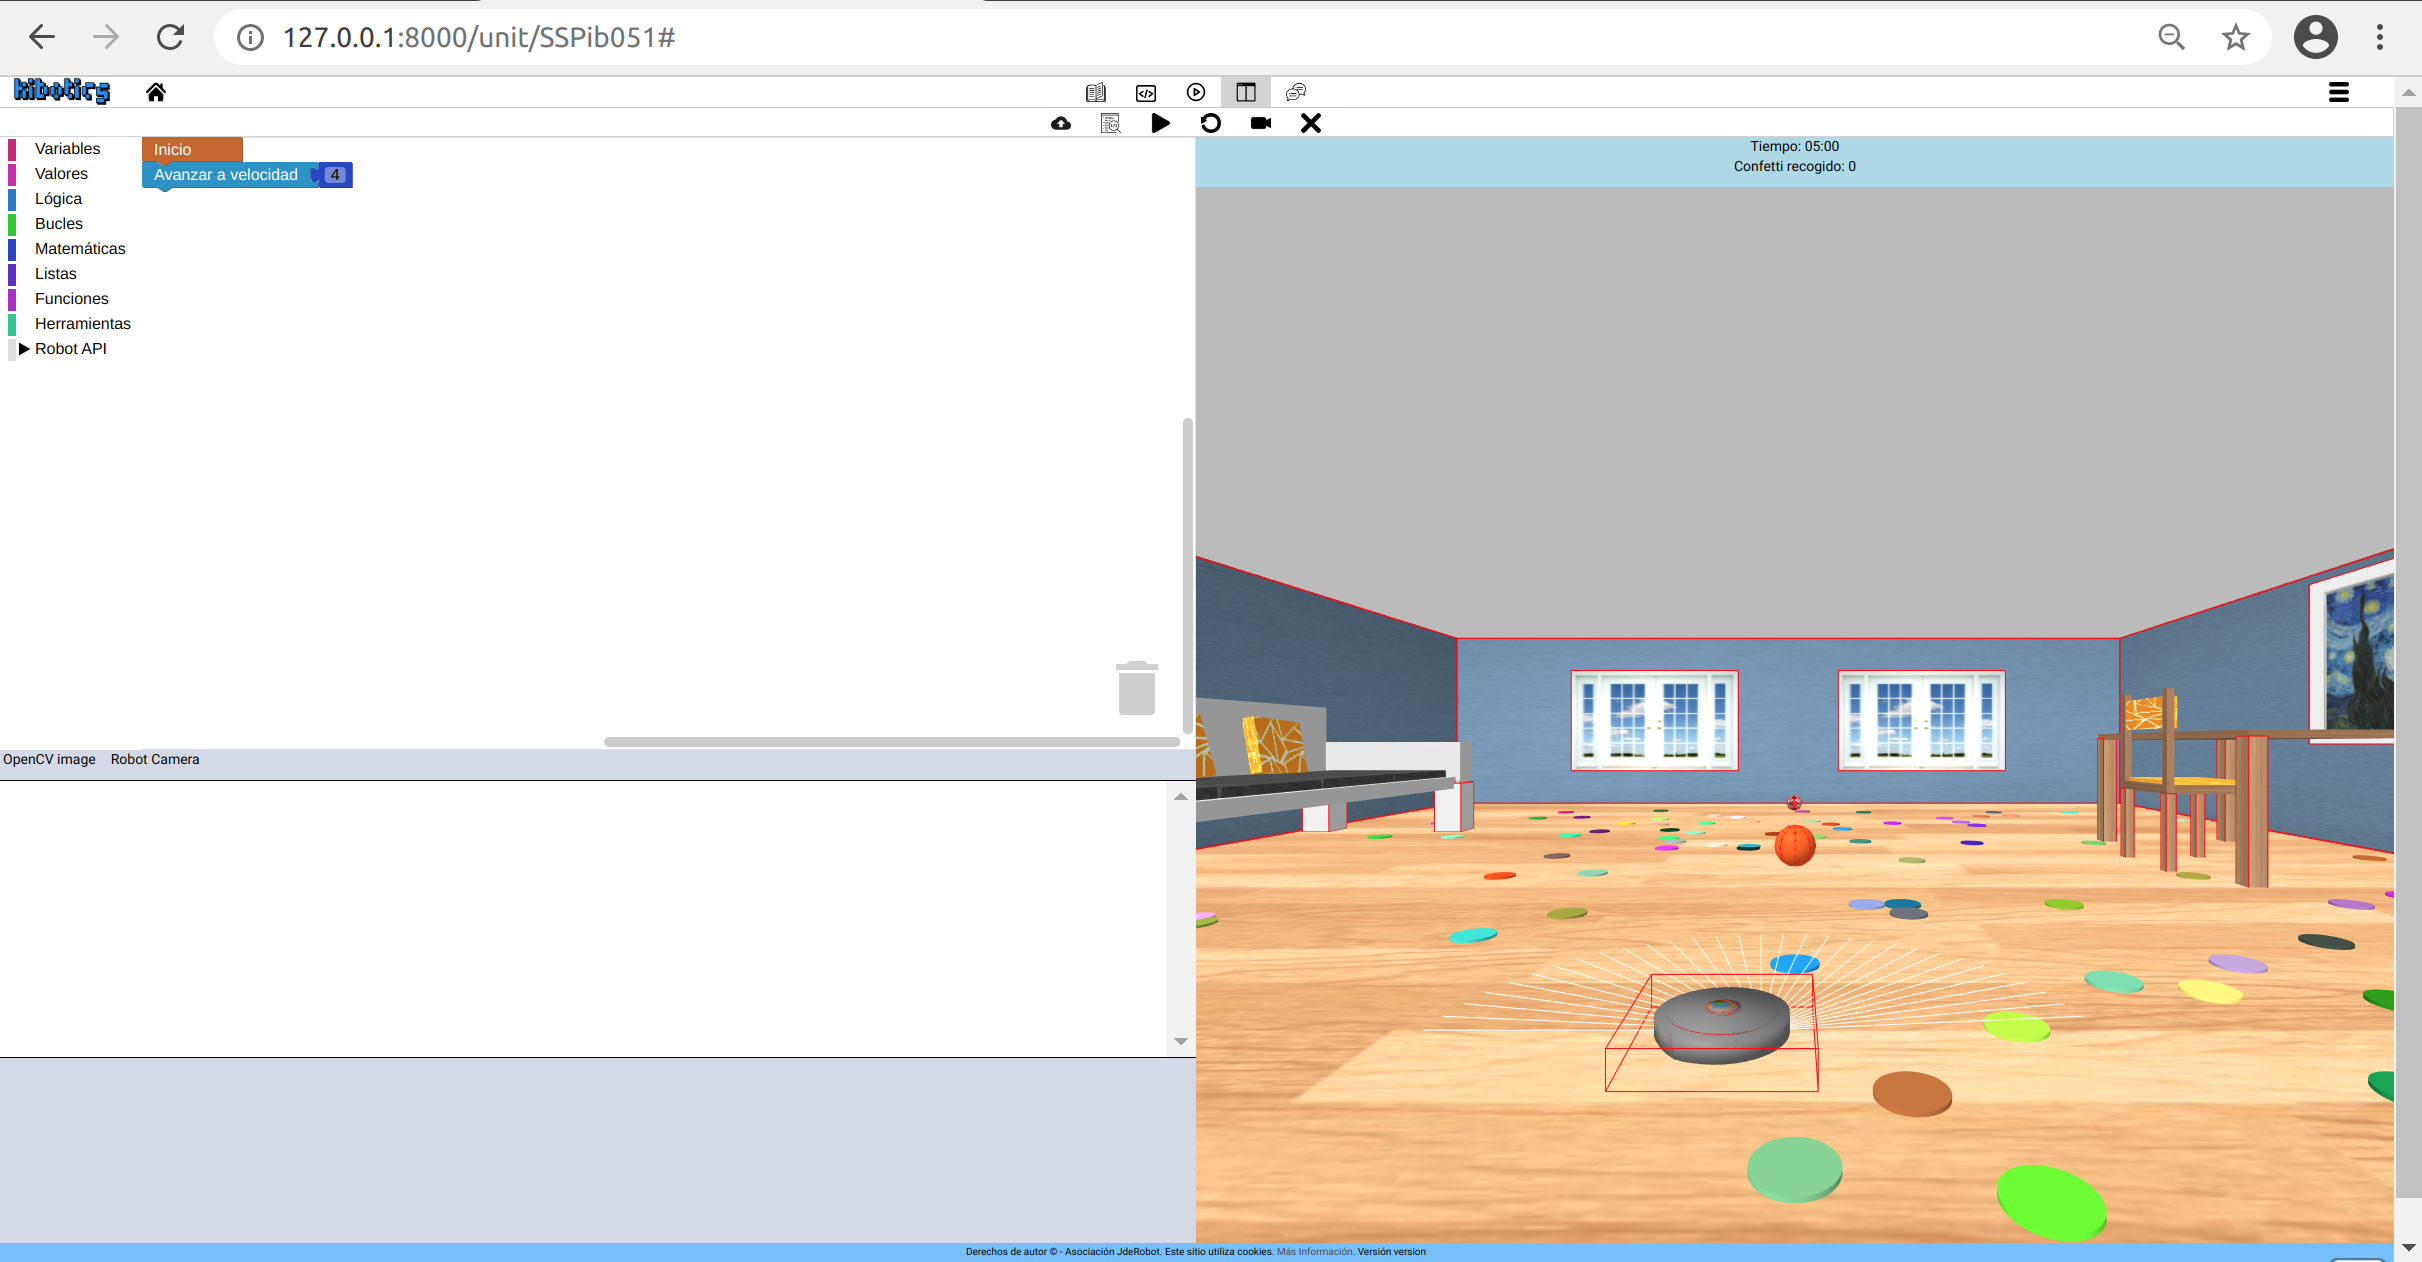 127.0.0.1:8000/unit/SSPib051#
kibotics
Variables
Valores
Lógica
Bucles
Matemáticas
Listas
Funciones
Herramientas
Robot API
Inicio
Avanzar a velocidad 4
Tiempo: 05:00
Confetti recogido: 0
OpenCV image Robot Camera
Derechos de autor © - Asociación JdeRobot. Este sitio utiliza cookies. Más Información. Versión version